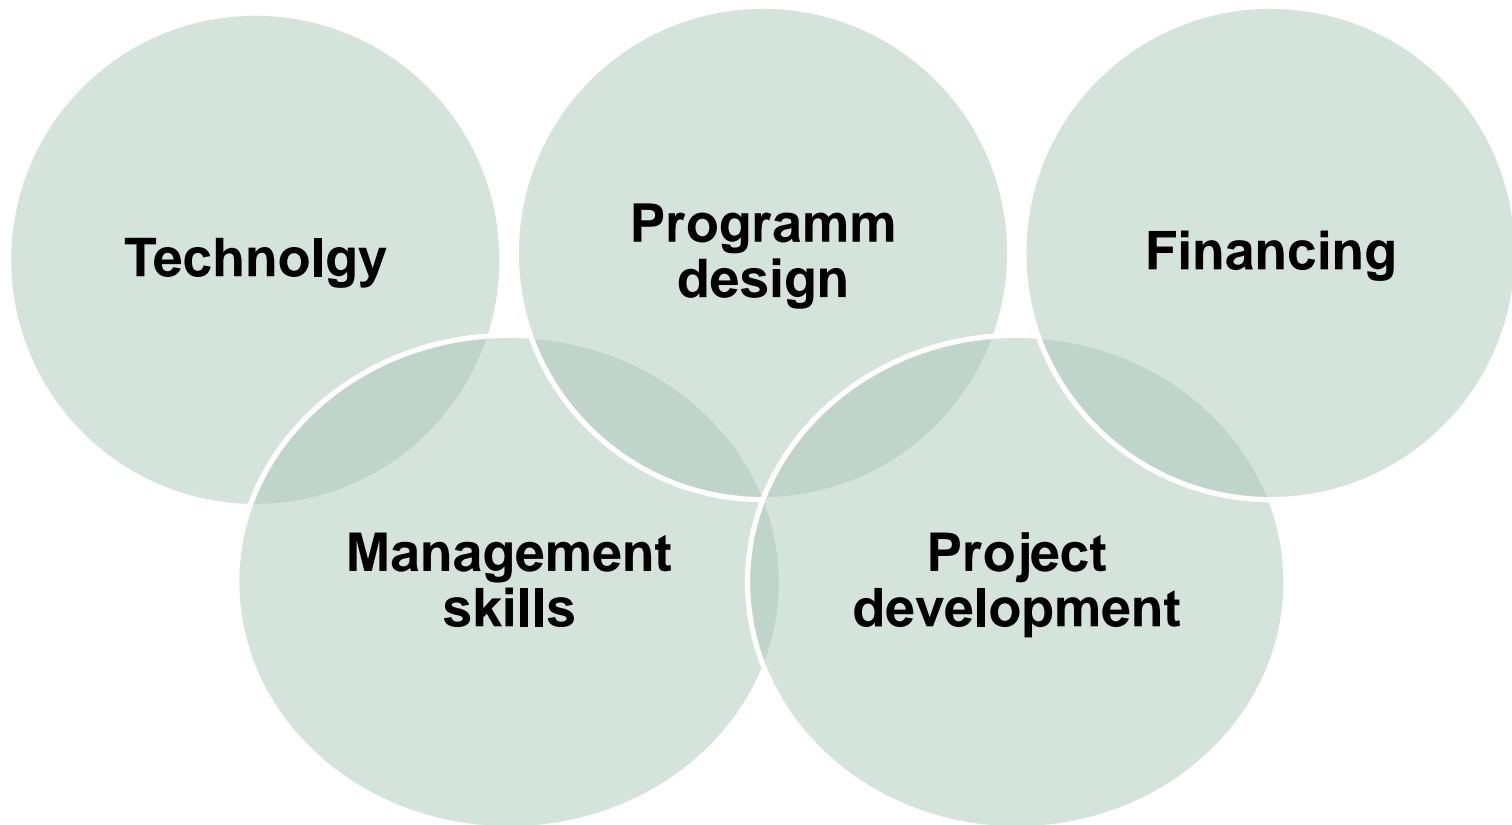 Technolgy
Programm
design
Financing
Management
skills
Project
development